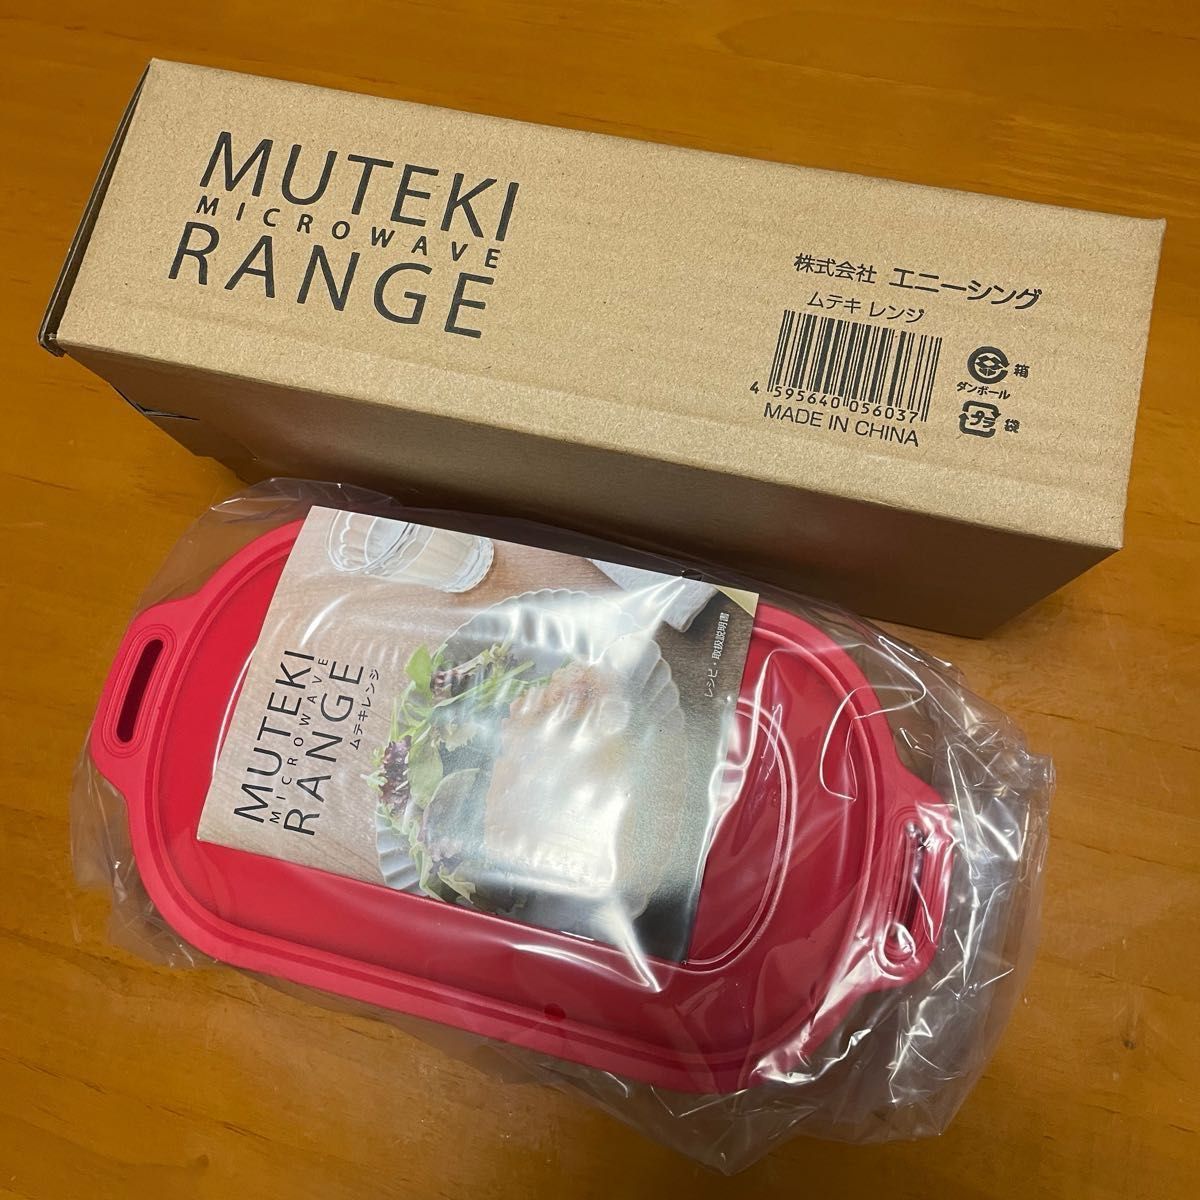 MUTEKI
MICROWAVE
RANGE
株式会社 エニーシング
ムテキ レンジ
4 595640 056037
MADE IN CHINA
箱
ダンボール
プラ
袋
MUTEKI
MICROWAVE
RANGE
ムテキレンジ
レシピ・取扱説明書